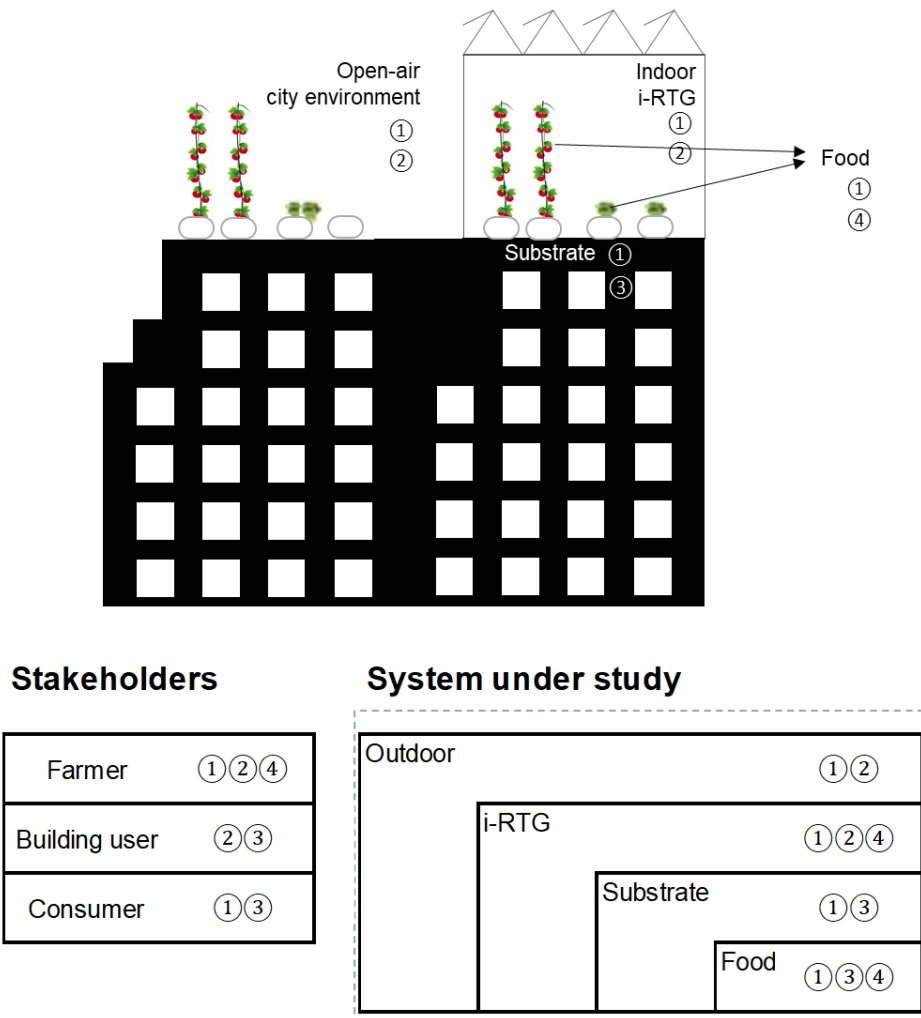 Open-air
city environment
①
②
Indoor
i-RTG
①
②
Food
①
④
Substrate ①
③
Stakeholders
Farmer ①②④
Building user ②③
Consumer ①③
System under study
Outdoor ①②
i-RTG ①②④
Substrate ①③
Food ①③④